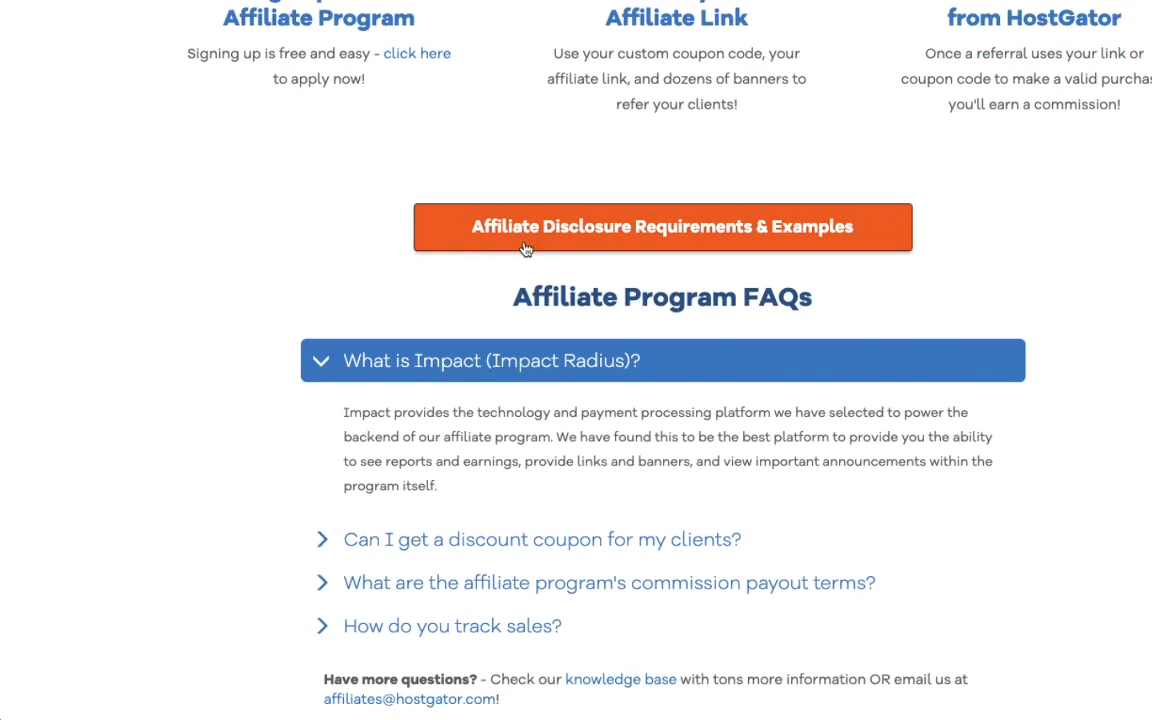 Affiliate Program
Signing up is free and easy - click here
to apply now!
Affiliate Link
Use your custom coupon code, your
affiliate link, and dozens of banners to
refer your clients!
from HostGator
Once a referral uses your link or
coupon code to make a valid purchas
you'll earn a commission!
Affiliate Disclosure Requirements & Examples
Affiliate Program FAQs
What is Impact (Impact Radius)?
Impact provides the technology and payment processing platform we have selected to power the
backend of our affiliate program. We have found this to be the best platform to provide you the ability
to see reports and earnings, provide links and banners, and view important announcements within the
program itself.
Can I get a discount coupon for my clients?
What are the affiliate program's commission payout terms?
How do you track sales?
Have more questions? - Check our knowledge base with tons more information OR email us at
affiliates@hostgator.com!